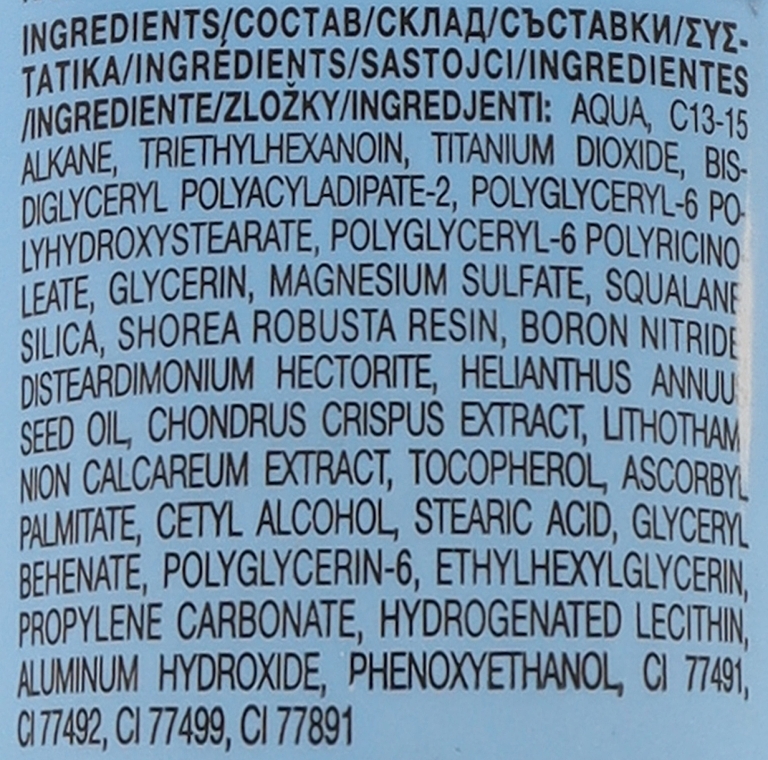 INGREDIENTS/СОСТАВ/СКЛАД/СЪСТАВКИ/ΣΥΣ-
ΤΑΤΙΚΑ/INGRÉDIENTS/SASTOJCI/INGREDIENTES
/INGREDIENTE/ZLOŽKY/INGREDJENTI: AQUA, C13-15
ALKANE, TRIETHYLHEXANOIN, TITANIUM DIOXIDE, BIS-
DIGLYCERYL POLYACYLADIPATE-2, POLYGLYCERYL-6 PO-
LYHYDROXYSTEARATE, POLYGLYCERYL-6 POLYRICINO
LEATE, GLYCERIN, MAGNESIUM SULFATE, SQUALANE
SILICA, SHOREA ROBUSTA RESIN, BORON NITRIDE
DISTEARDIMONIUM HECTORITE, HELIANTHUS ANNUU
SEED OIL, CHONDRUS CRISPUS EXTRACT, LITHOTHAM
NION CALCAREUM EXTRACT, TOCOPHEROL, ASCORBYL
PALMITATE, CETYL ALCOHOL, STEARIC ACID, GLYCERYL
BEHENATE, POLYGLYCERIN-6, ETHYLHEXYLGLYCERIN,
PROPYLENE CARBONATE, HYDROGENATED LECITHIN,
ALUMINUM HYDROXIDE, PHENOXYETHANOL, CI 77491,
CI 77492, CI 77499, CI 77891